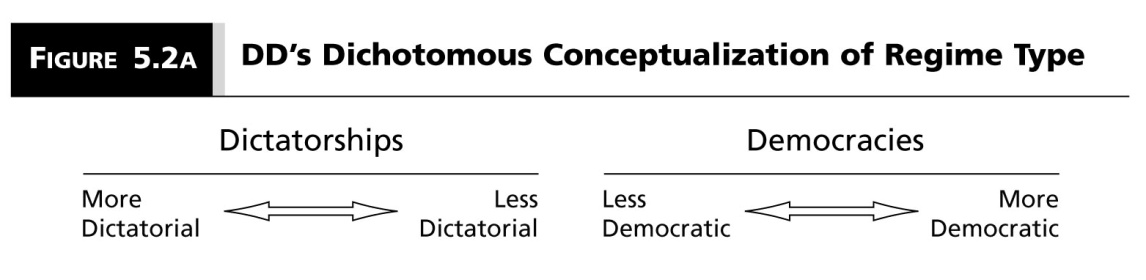 FIGURE 5.2A DD's Dichotomous Conceptualization of Regime Type
Dictatorships Democracies
More Less Less More
Dictatorial Dictatorial Democratic Democratic